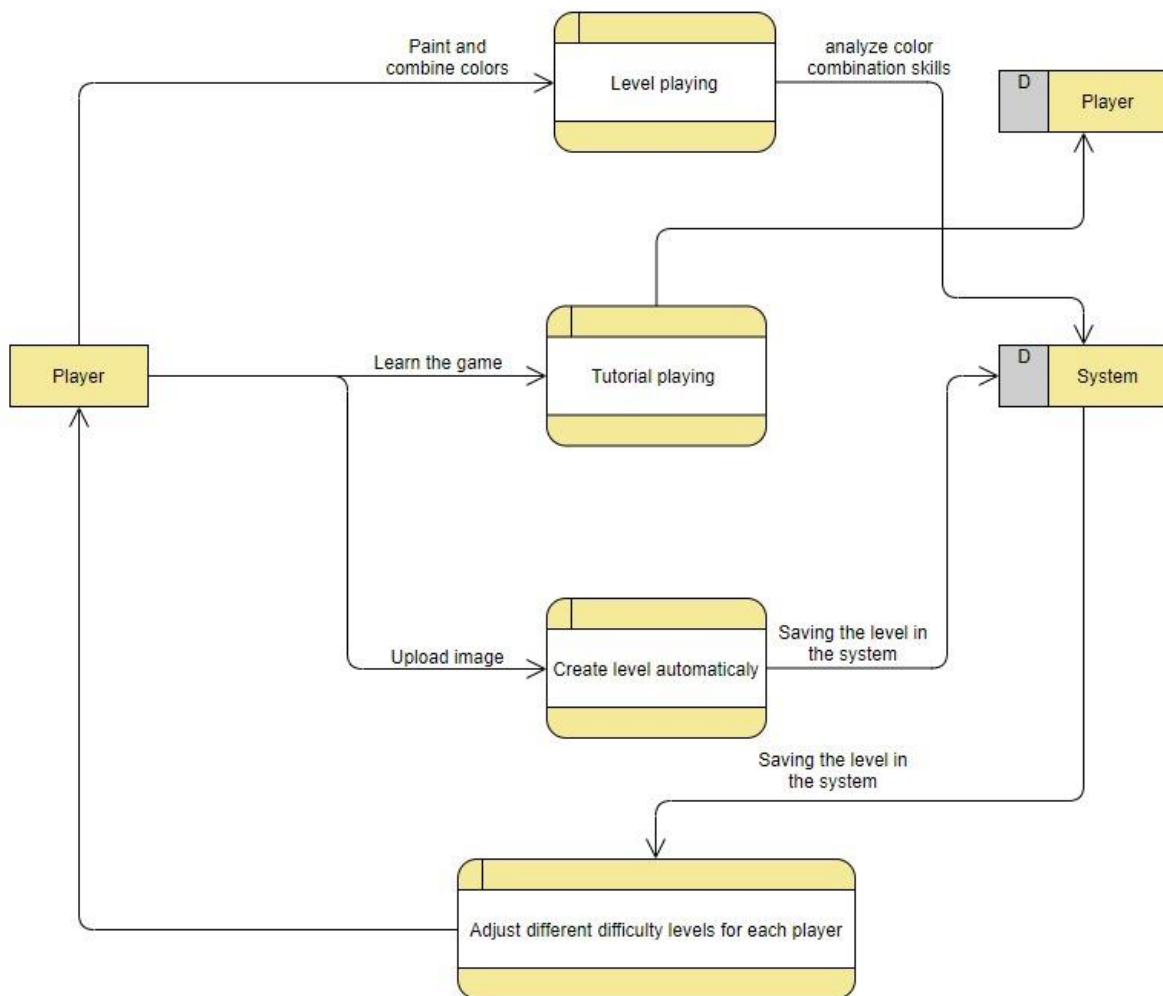 Paint and
combine colors
Level playing
analyze color
combination skills
D
Player
Player
Learn the game
Tutorial playing
D
System
Upload image
Create level automaticaly
Saving the level in
the system
Saving the level in
the system
Adjust different difficulty levels for each player